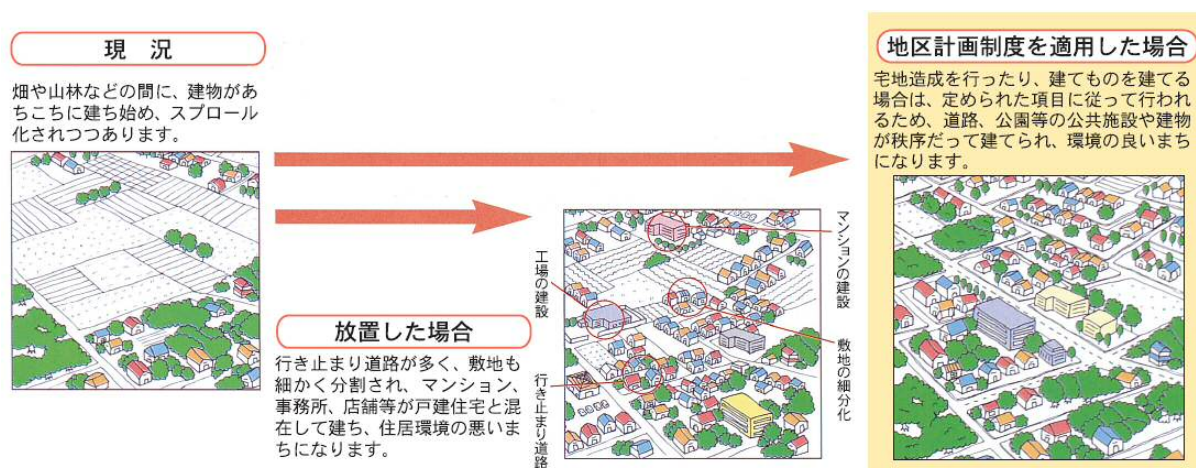 現　況
畑や山林などの間に、建物があ
ちこちに建ち始め、スプロール
化されつつあります。
放置した場合
行き止まり道路が多く、敷地も
細かく分割され、マンション、
事務所、店舗等が戸建住宅と混
在して建ち、住居環境の悪いま
ちになります。
工場の建設
行き止まり道路
マンションの建設
敷地の細分化
地区計画制度を適用した場合
宅地造成を行ったり、建てものを建てる
場合は、定められた項目に従って行われ
るため、道路、公園等の公共施設や建物
が秩序だって建てられ、環境の良いまち
になります。